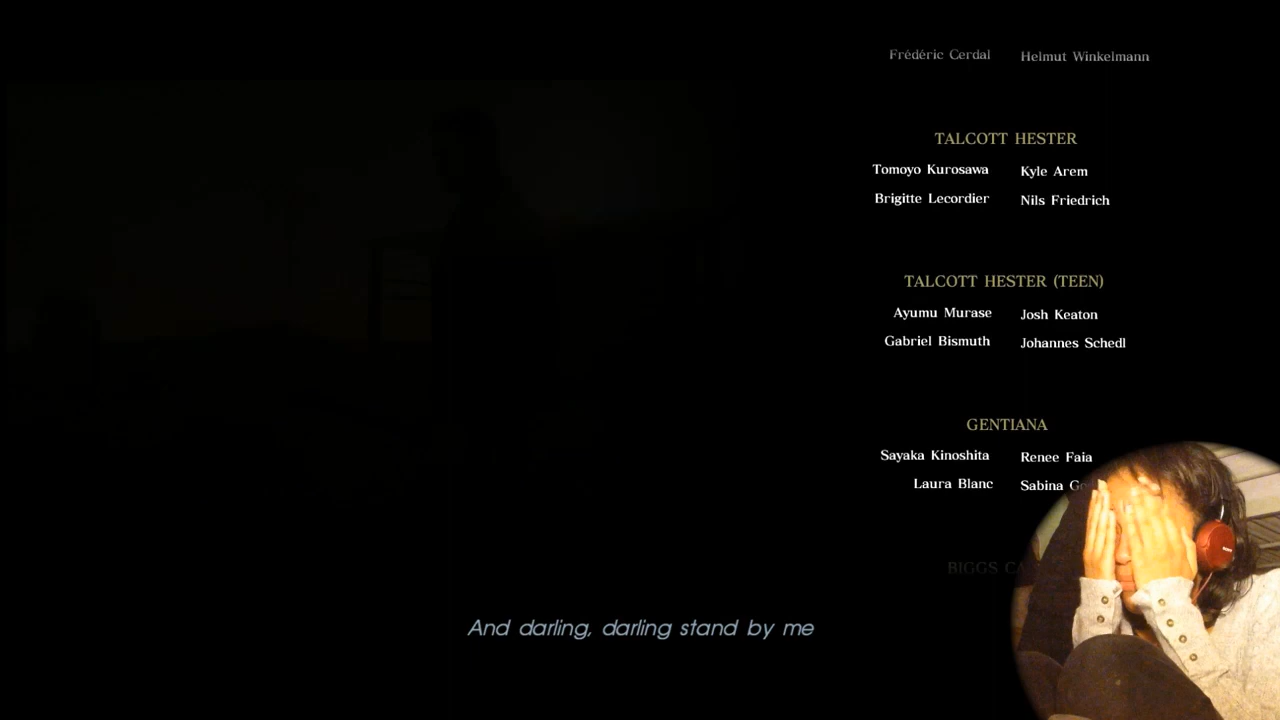 Frédéric Cerdal Helmut Winkelmann
TALCOTT HESTER
Tomoyo Kurosawa Kyle Arem
Brigitte Lecordier Nils Friedrich
TALCOTT HESTER (TEEN)
Ayumu Murase Josh Keaton
Gabriel Bismuth Johannes Schedl
GENTIANA
Sayaka Kinoshita Renee Faia
Laura Blanc Sabina
BIGGS
And darling, darling stand by me